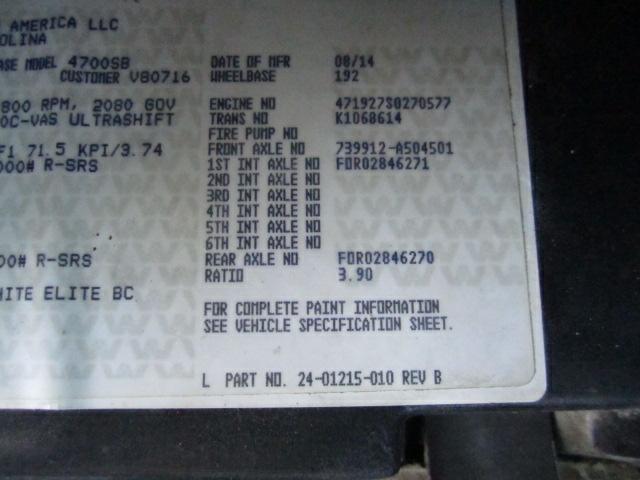 AMERICA LLC
OLINA
ASE MODEL 4700SB DATE OF MFR 08/14
CUSTOMER V80716 WHEELBASE 192
800 RPM, 2080 GOV ENGINE NO 471927S0270577
OC-VAS ULTRASHIFT TRANS NO K1068614
FIRE PUMP NO
F1 71.5 KPI/3.74 FRONT AXLE NO 739912-A504501
000# R-SRS 1ST INT AXLE NO FOR02846271
2ND INT AXLE NO
3RD INT AXLE NO
4TH INT AXLE NO
5TH INT AXLE NO
6TH INT AXLE NO
00# R-SRS REAR AXLE NO FOR02846270
RATIO 3.90
HITE ELITE BC
FOR COMPLETE PAINT INFORMATION
SEE VEHICLE SPECIFICATION SHEET.
L PART NO. 24-01215-010 REV B